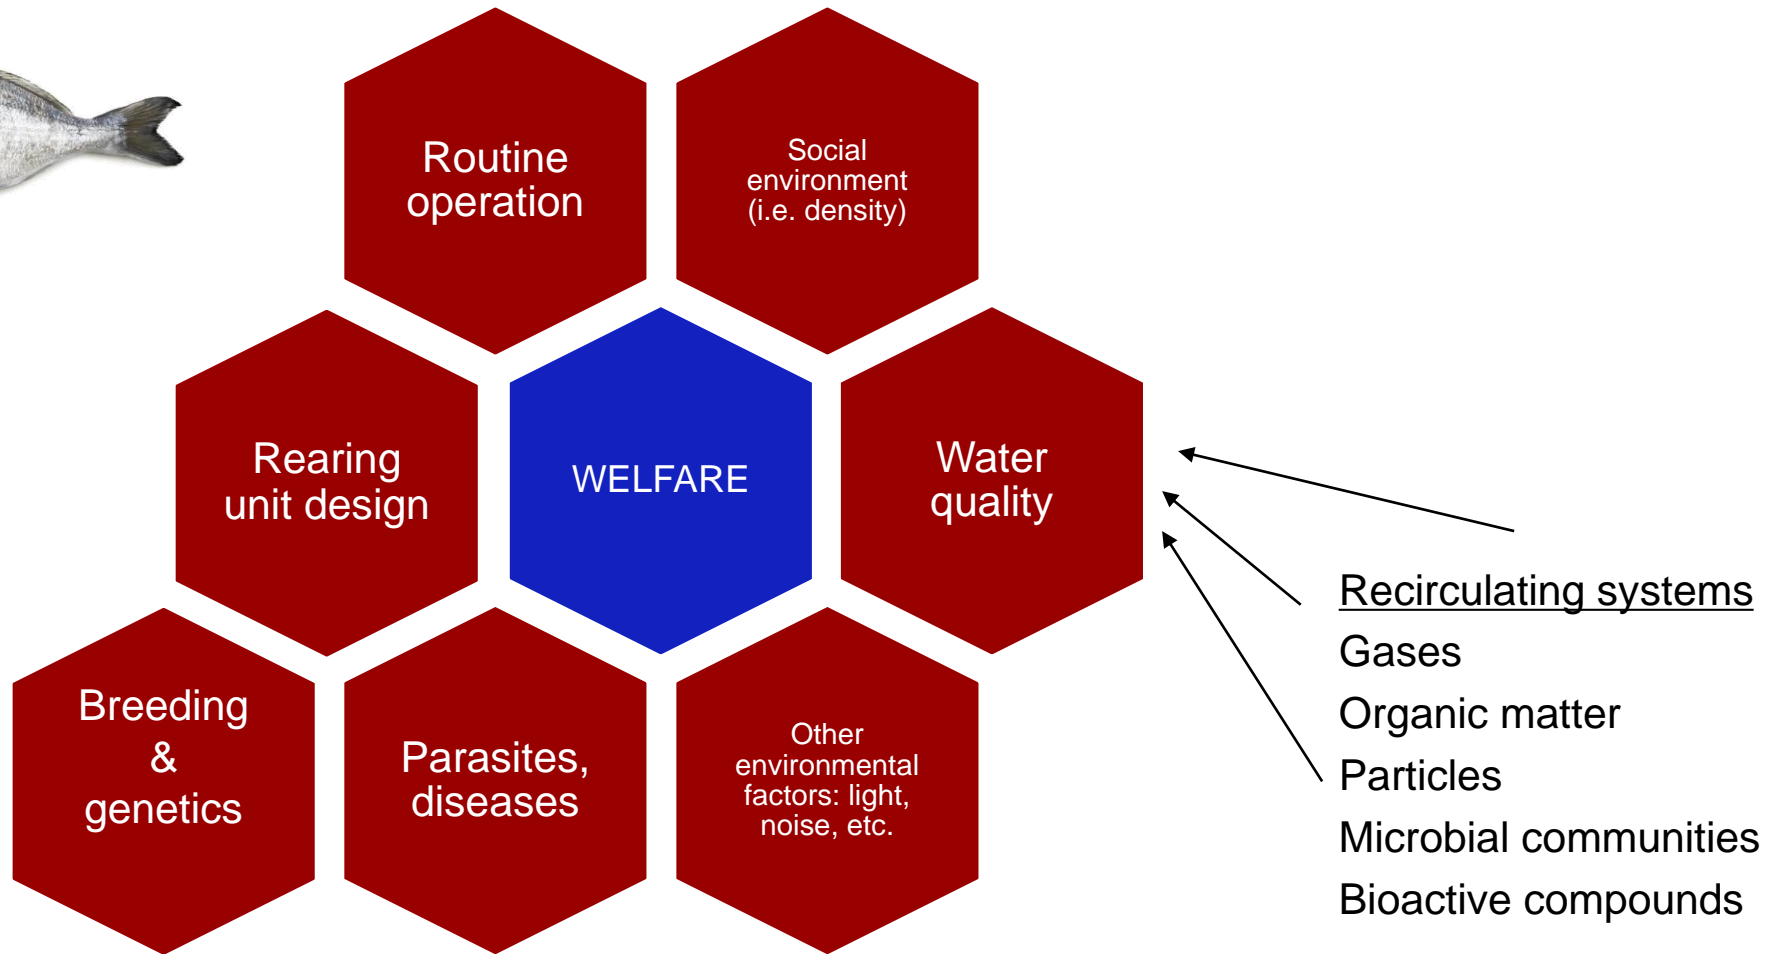 Routine
operation
Social
environment
(i.e. density)
Rearing
unit design
WELFARE
Water
quality
Breeding
&
genetics
Parasites,
diseases
Other
environmental
factors: light,
noise, etc.
Recirculating systems
Gases
Organic matter
Particles
Microbial communities
Bioactive compounds